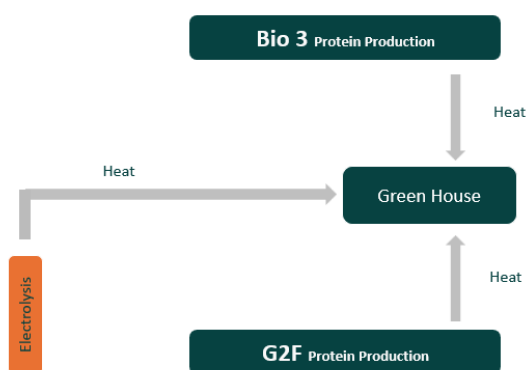 Bio 3 Protein Production
Heat
Heat
Green House
Heat
Electrolysis
G2F Protein Production